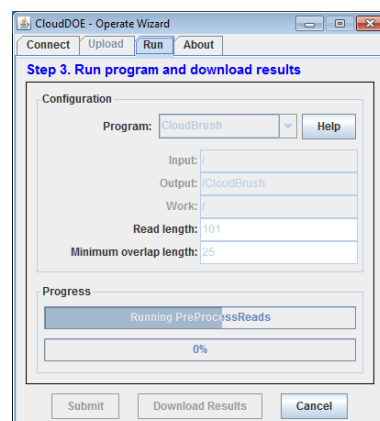 CloudDOE - Operate Wizard
Connect Upload Run About
Step 3. Run program and download results
Configuration
Program: CloudBrush Help
Input: /
Output: /CloudBrush
Work: /
Read length: 101
Minimum overlap length: 25
Progress
Running PreProcessReads
0%
Submit Download Results Cancel